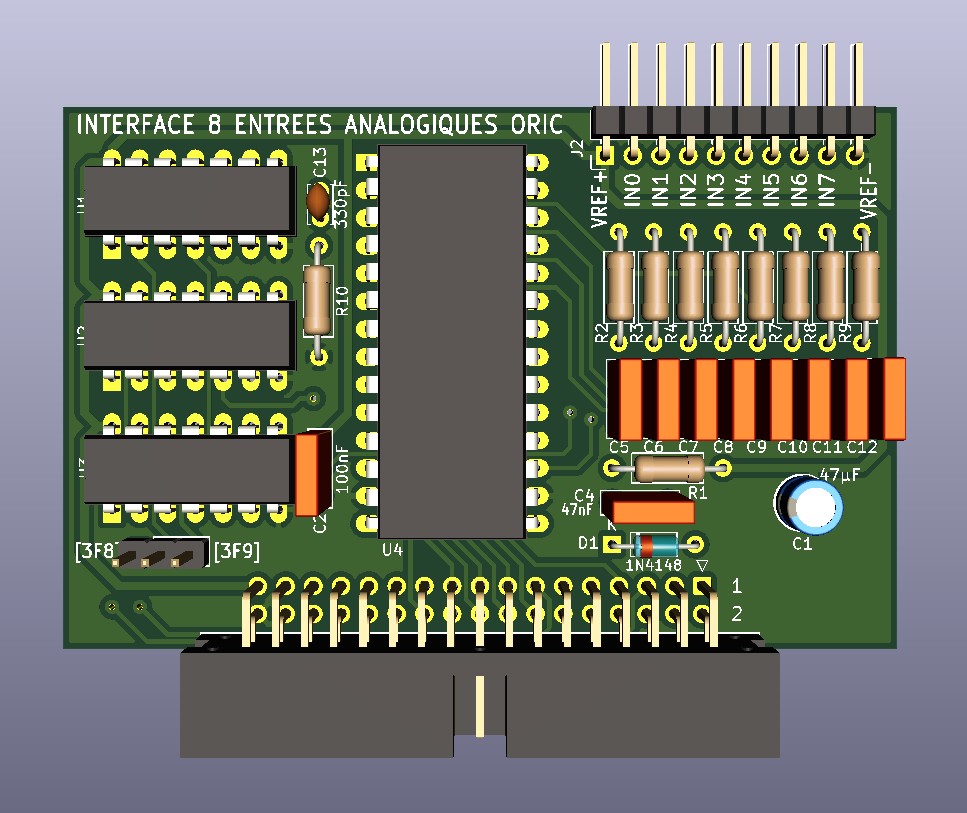 INTERFACE 8 ENTREES ANALOGIQUES ORIC
J2
VREF+
IN0
IN1
IN2
IN3
IN4
IN5
IN6
IN7
VREF-
C13
330pF
R10
R2
R3
R4
R5
R6
R7
R8
R9
C5 C6 C7 C8 C9 C10 C11 C12
R1
C4
47nF
47µF
C1
100nF
C2
U4
[3F8]
[3F9]
D1
1N4148
1
2